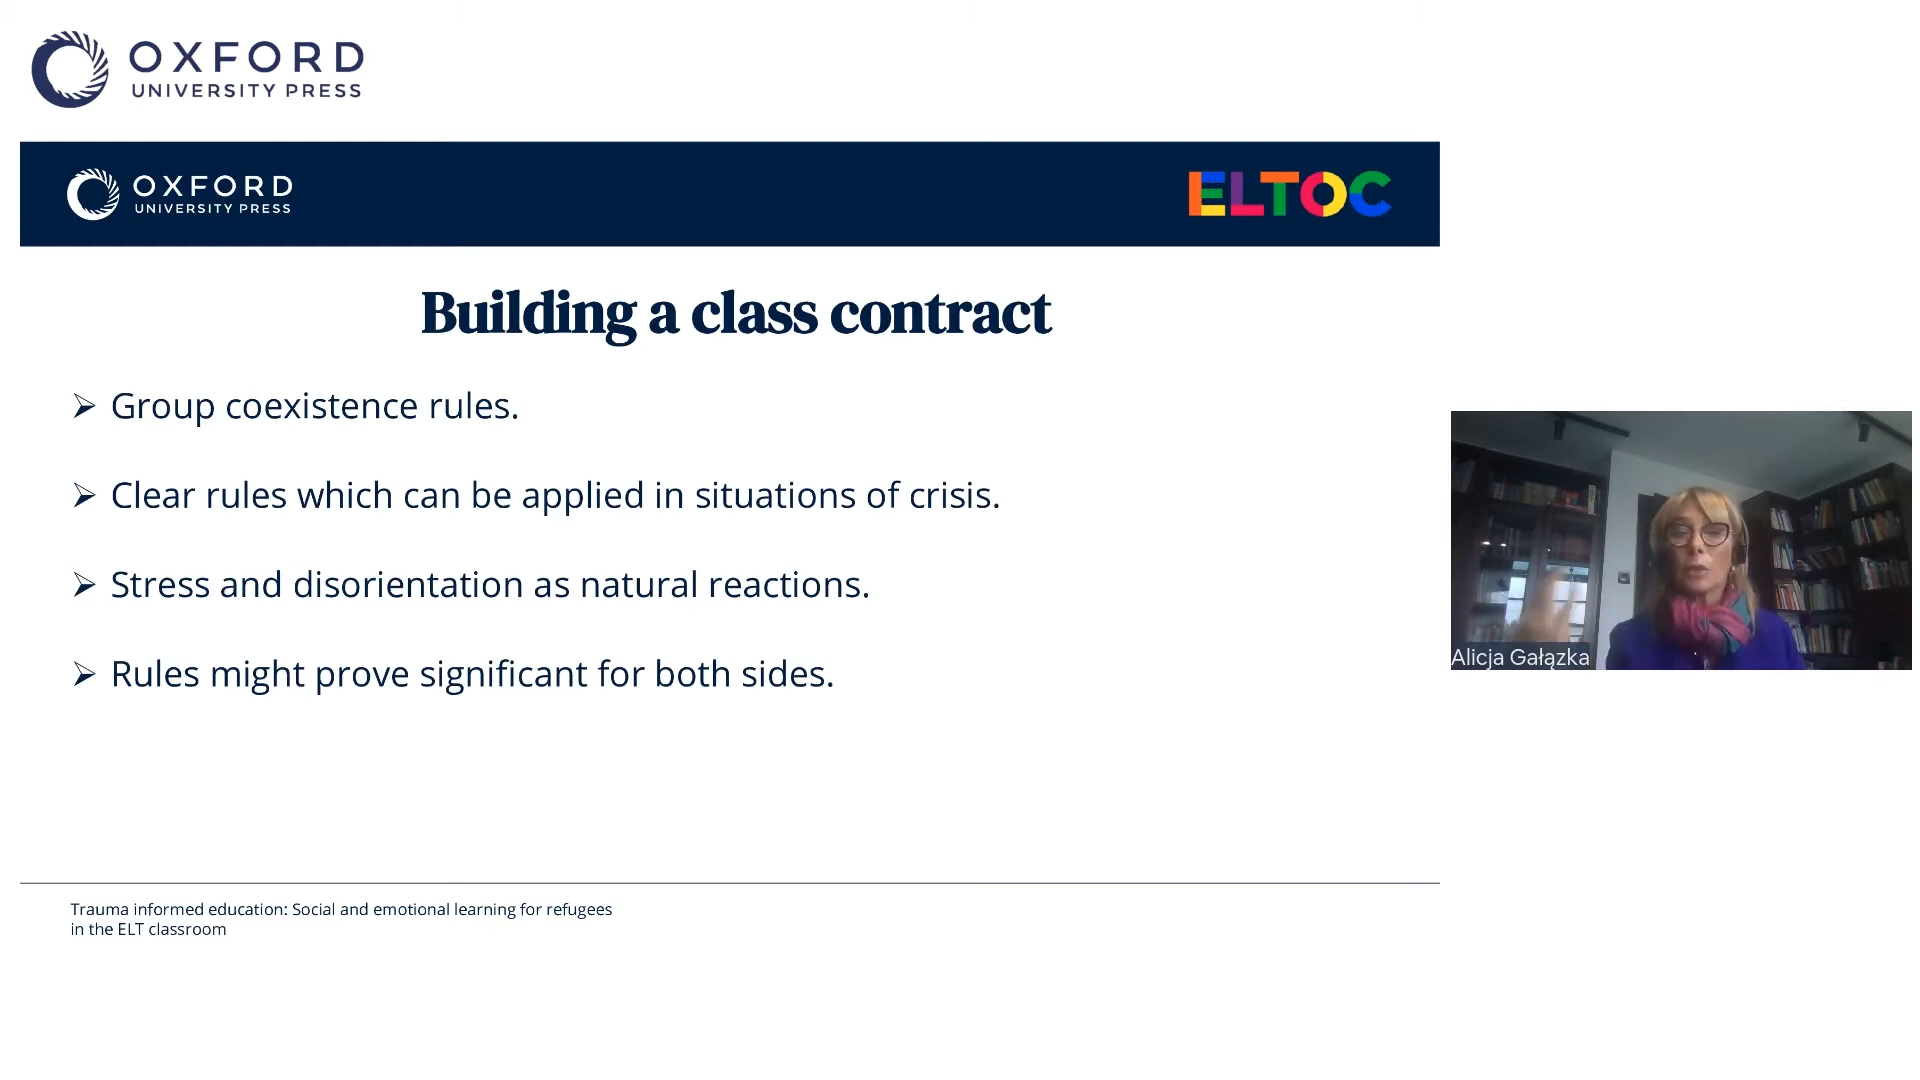 OXFORD
UNIVERSITY PRESS
OXFORD
UNIVERSITY PRESS
ELTOC
Building a class contract
➢ Group coexistence rules.
➢ Clear rules which can be applied in situations of crisis.
➢ Stress and disorientation as natural reactions.
➢ Rules might prove significant for both sides.
Alicja Gałązka
Trauma informed education: Social and emotional learning for refugees
in the ELT classroom